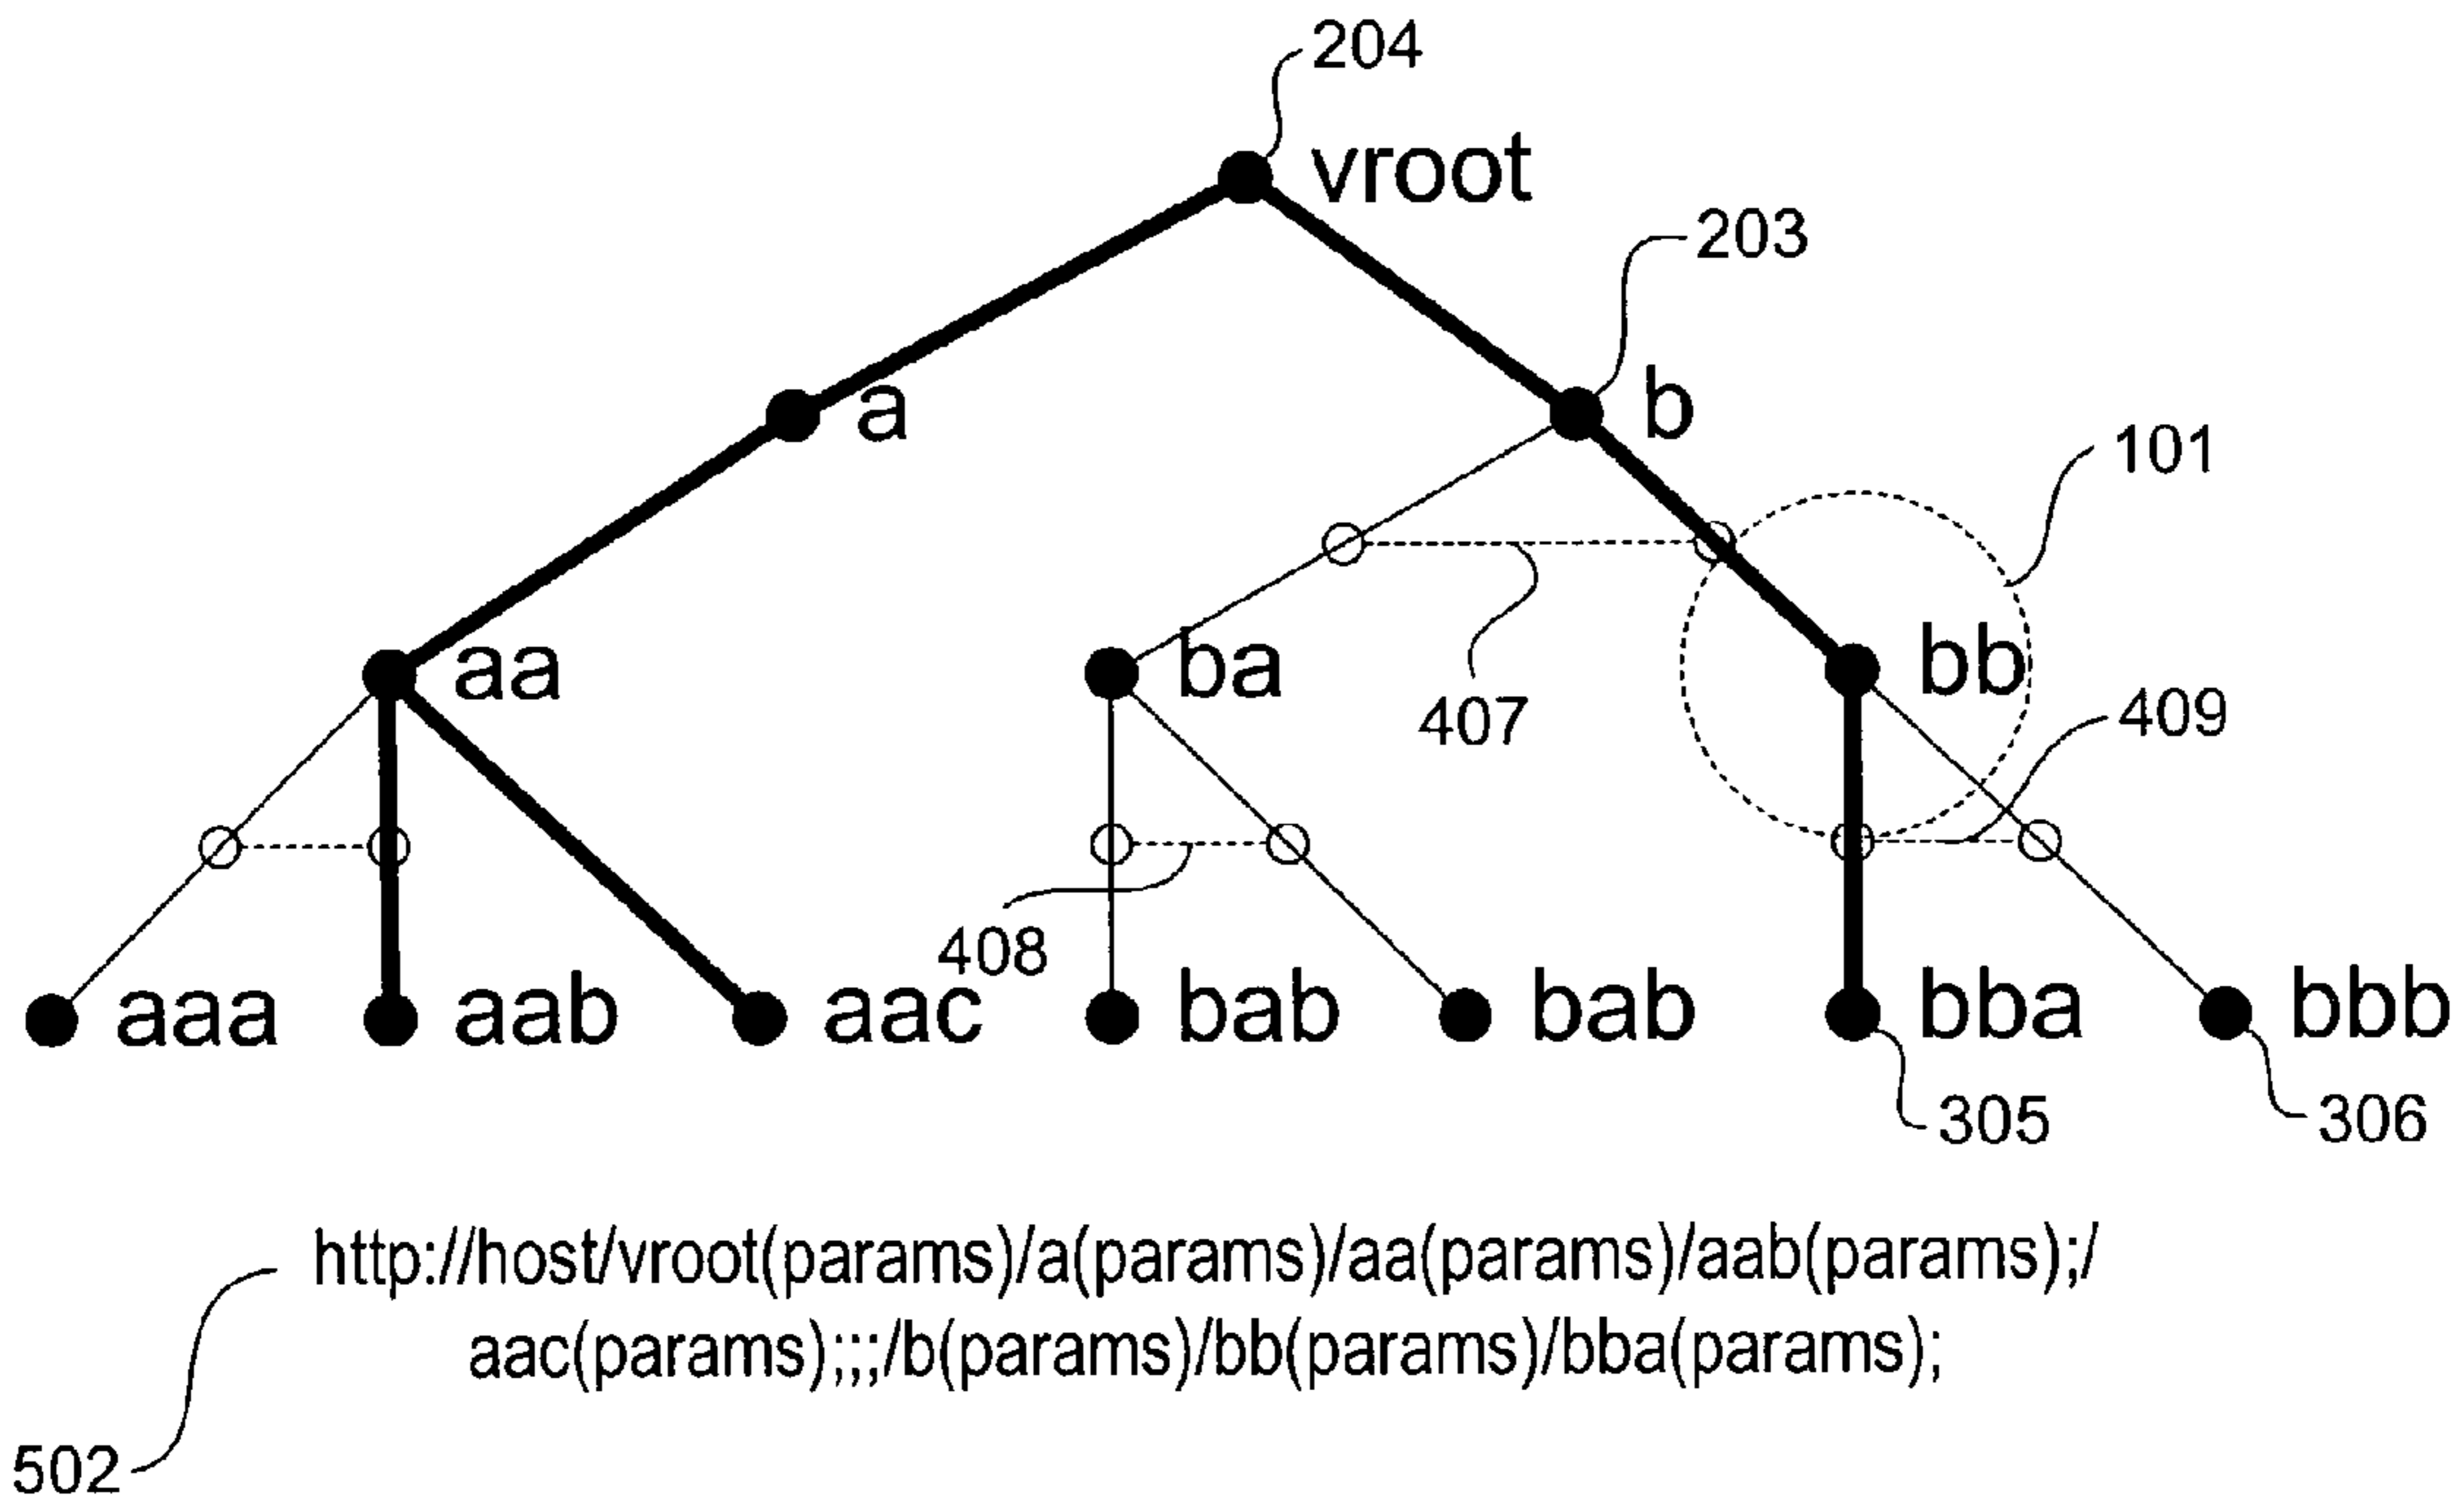 204
vroot
203
a
b
101
aa
ba
bb
407
409
408
aaa
aab
aac
bab
bab
bba
bbb
305
306
http://host/vroot(params)/a(params)/aa(params)/aab(params);/
aac(params);;;/b(params)/bb(params)/bba(params);
502